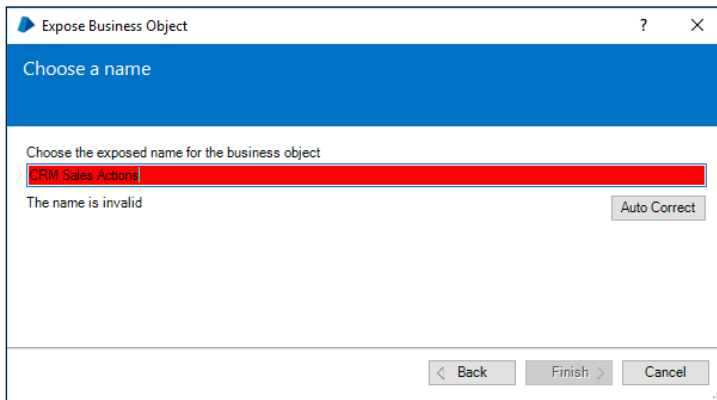 Expose Business Object
?
Choose a name
Choose the exposed name for the business object
CRM Sales Actions
The name is invalid
Auto Correct
Back
Finish
Cancel